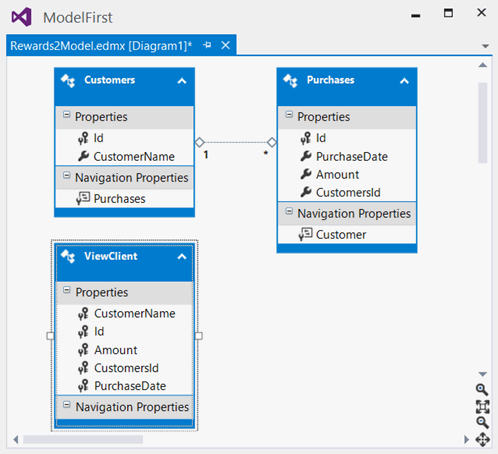 ModelFirst
Rewards2Model.edmx [Diagram1]*
Customers
Properties
Id
CustomerName
Navigation Properties
Purchases
1
*
Purchases
Properties
Id
PurchaseDate
Amount
CustomersId
Navigation Properties
Customer
ViewClient
Properties
CustomerName
Id
Amount
CustomersId
PurchaseDate
Navigation Properties